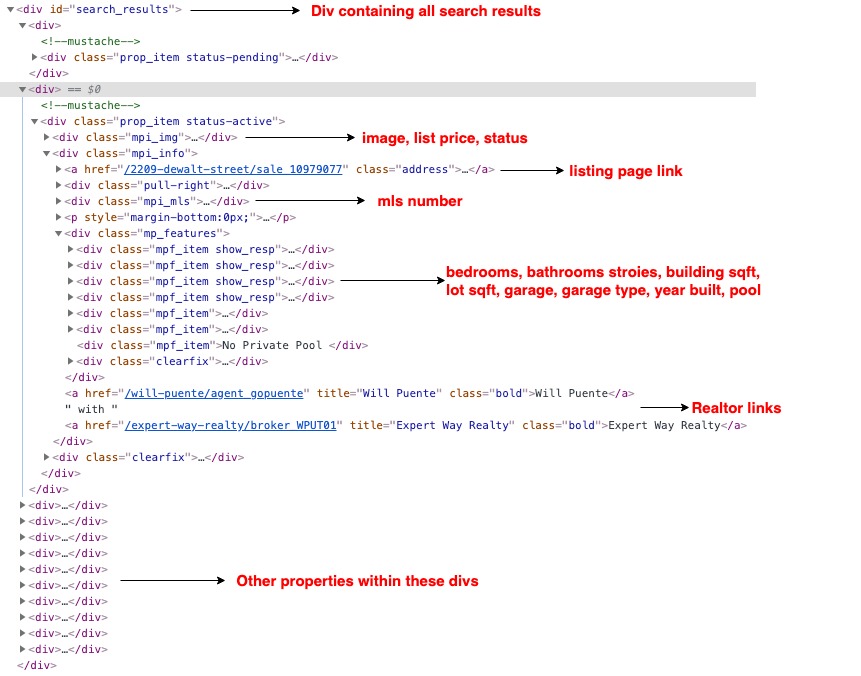 ▼<div id="search_results"> Div containing all search results
▼<div>
<!--mustache-->
▶<div class="prop_item status-pending">…</div>
</div>
▼<div> == $0
<!--mustache-->
▼<div class="prop_item status-active">
▶<div class="mpi_img">…</div> image, list price, status
▼<div class="mpi_info">
▶<a href="/2209-dewalt-street/sale_10979077" class="address">…</a> listing page link
▶<div class="pull-right">…</div>
▶<div class="mpi_mls">…</div> mls number
▶<p style="margin-bottom:0px;">…</p>
▼<div class="mp_features">
▶<div class="mpf_item show_resp">…</div>
▶<div class="mpf_item show_resp">…</div>
▶<div class="mpf_item show_resp">…</div>
▶<div class="mpf_item show_resp">…</div>
bedrooms, bathrooms stroies, building sqft,
lot sqft, garage, garage type, year built, pool
▶<div class="mpf_item">…</div>
▶<div class="mpf_item">…</div>
<div class="mpf_item">No Private Pool </div>
▶<div class="clearfix">…</div>
</div>
<a href="/will-puente/agent_gopuente" title="Will Puente" class="bold">Will Puente</a>
" with " Realtor links
<a href="/expert-way-realty/broker_WPUT01" title="Expert Way Realty" class="bold">Expert Way Realty</a>
</div>
▶<div class="clearfix">…</div>
</div>
</div>
▶<div>…</div>
▶<div>…</div>
▶<div>…</div>
▶<div>…</div>
▶<div>…</div>
▶<div>…</div> Other properties within these divs
▶<div>…</div>
▶<div>…</div>
▶<div>…</div>
▶<div>…</div>
</div>